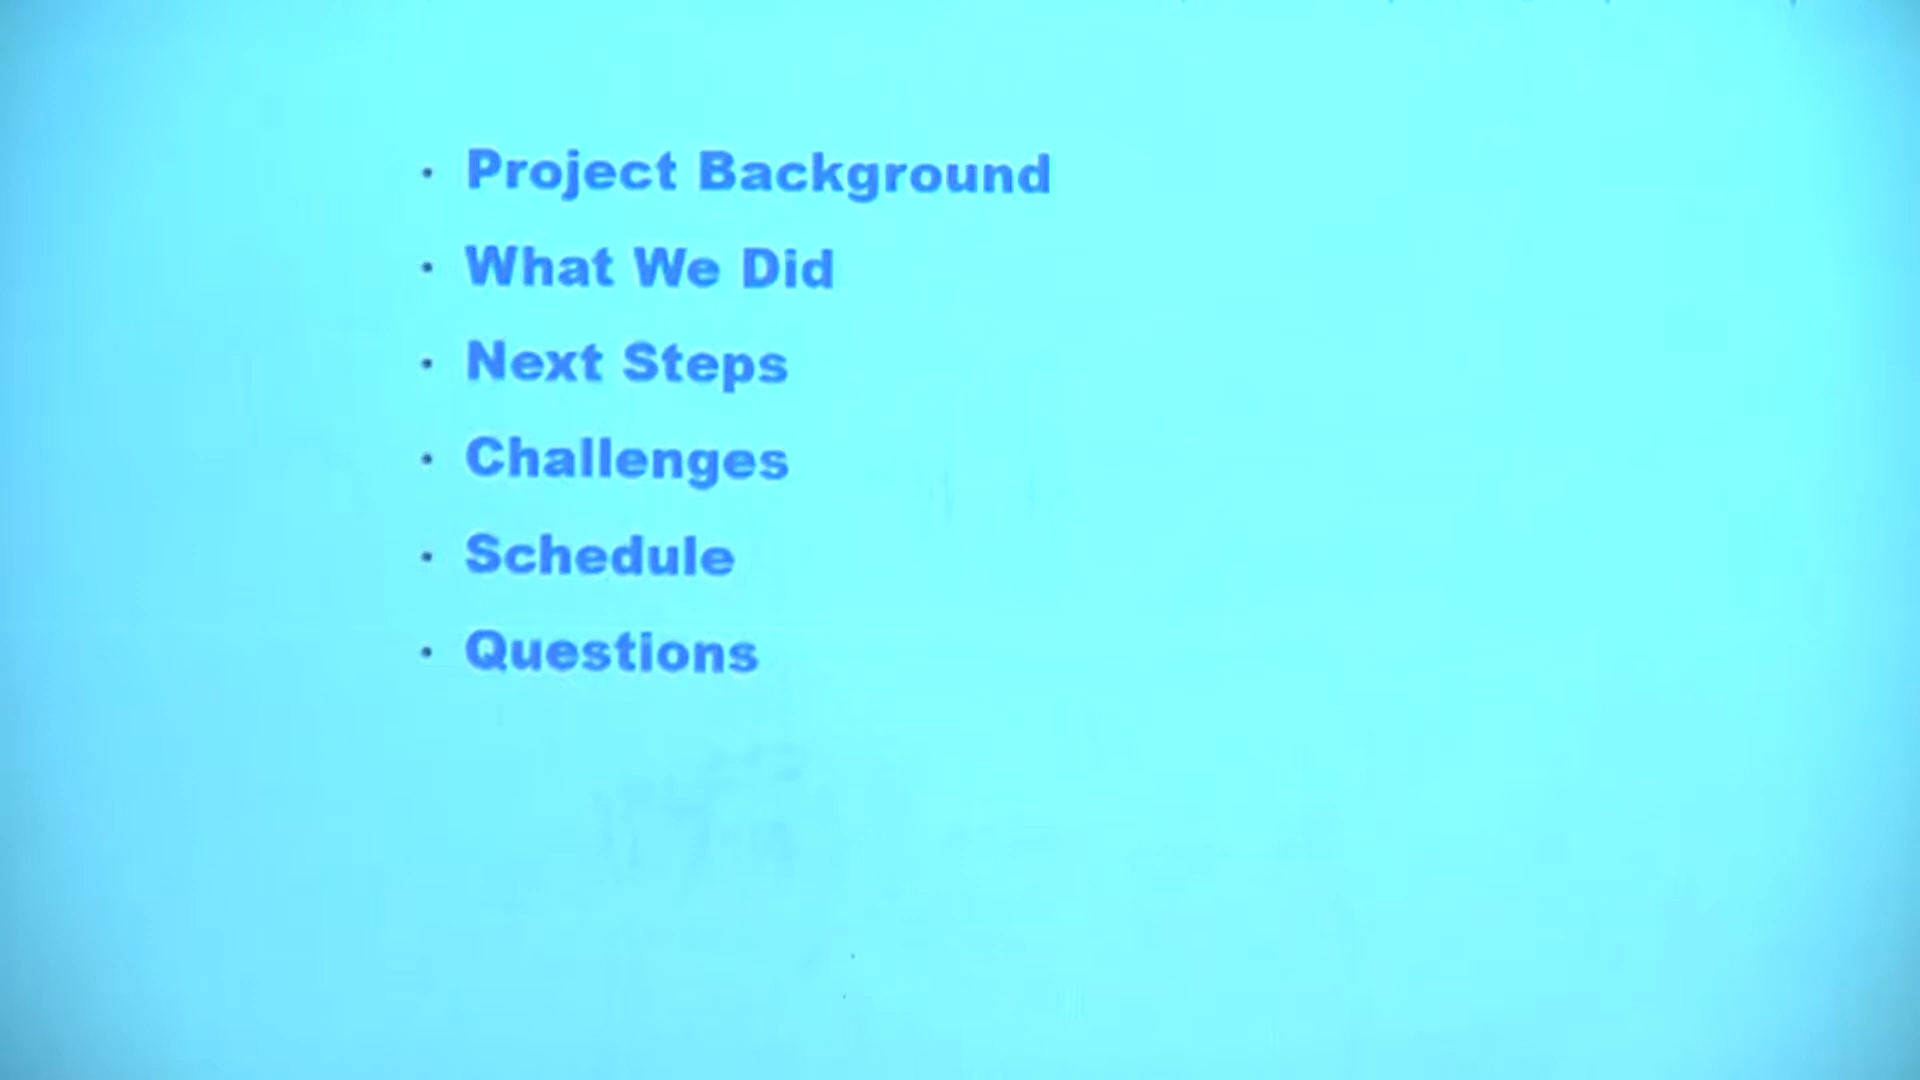 · Project Background
· What We Did
· Next Steps
· Challenges
· Schedule
· Questions